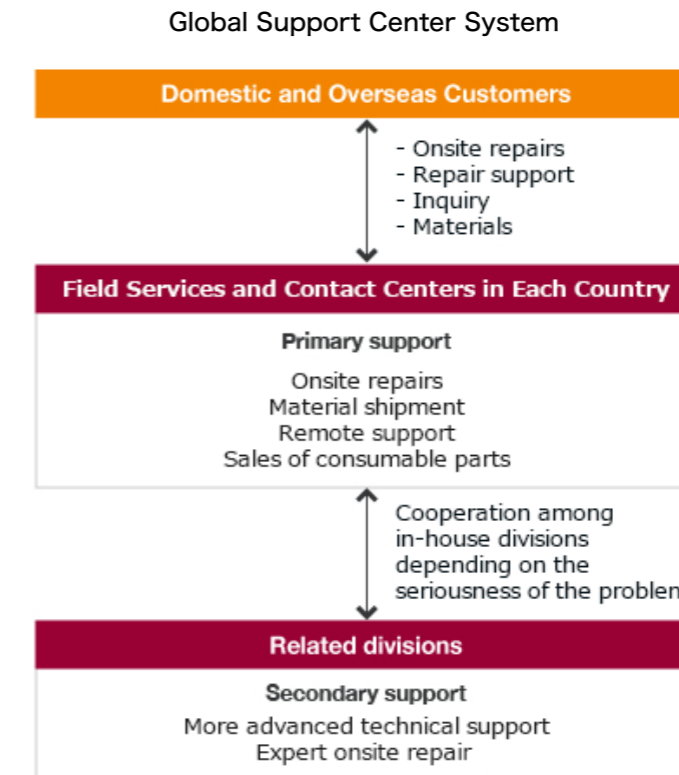 Global Support Center System
Domestic and Overseas Customers
- Onsite repairs
- Repair support
- Inquiry
- Materials
Field Services and Contact Centers in Each Country
Primary support
Onsite repairs
Material shipment
Remote support
Sales of consumable parts
Cooperation among
in-house divisions
depending on the
seriousness of the
Related divisions
Secondary support
More advanced technical support
Expert onsite repair